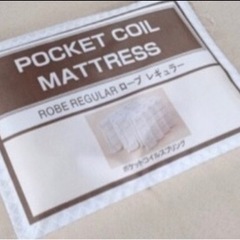 POCKET COIL
MATTRESS
ROBE REGULAR ローブ レギュラー
ポケットコイルスプリング